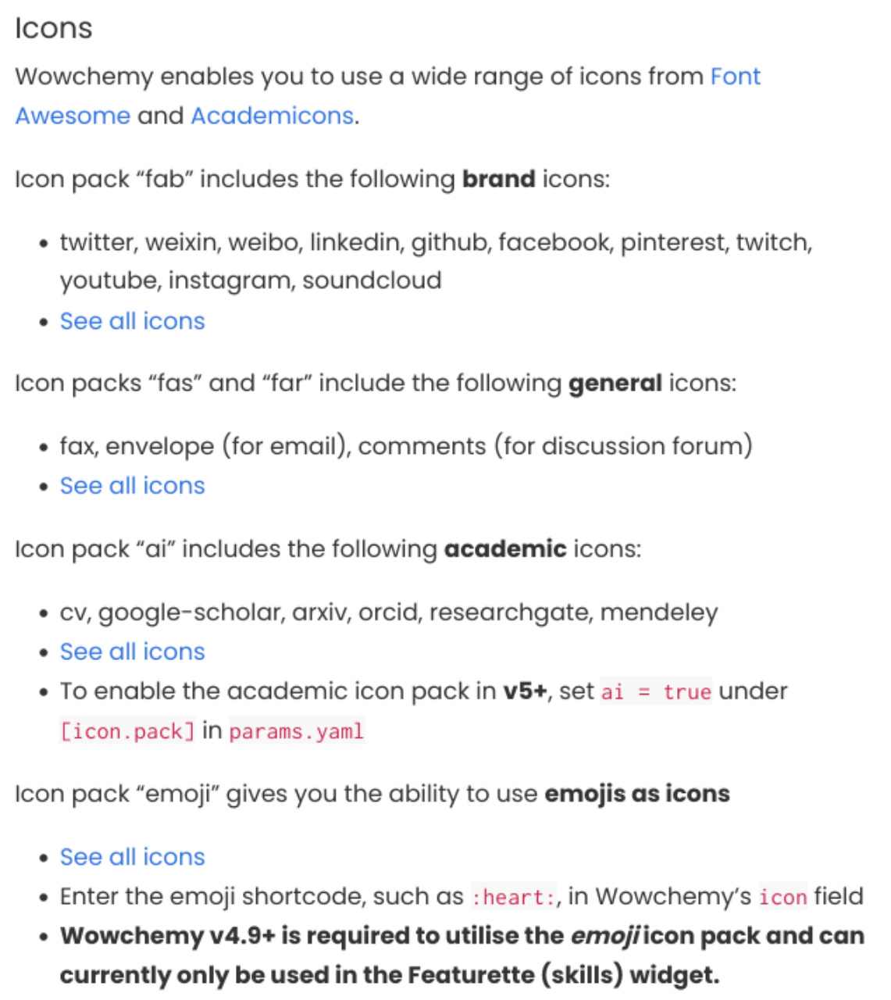 Icons
Wowchemy enables you to use a wide range of icons from Font
Awesome and Academicons.
Icon pack “fab” includes the following brand icons:
• twitter, weixin, weibo, linkedin, github, facebook, pinterest, twitch,
youtube, instagram, soundcloud
• See all icons
Icon packs “fas” and “far” include the following general icons:
• fax, envelope (for email), comments (for discussion forum)
• See all icons
Icon pack “ai” includes the following academic icons:
• cv, google-scholar, arxiv, orcid, researchgate, mendeley
• See all icons
• To enable the academic icon pack in v5+, set ai = true under
[icon.pack] in params.yaml
Icon pack “emoji” gives you the ability to use emojis as icons
• See all icons
• Enter the emoji shortcode, such as :heart:, in Wowchemy’s icon field
• Wowchemy v4.9+ is required to utilise the emoji icon pack and can
currently only be used in the Featurette (skills) widget.